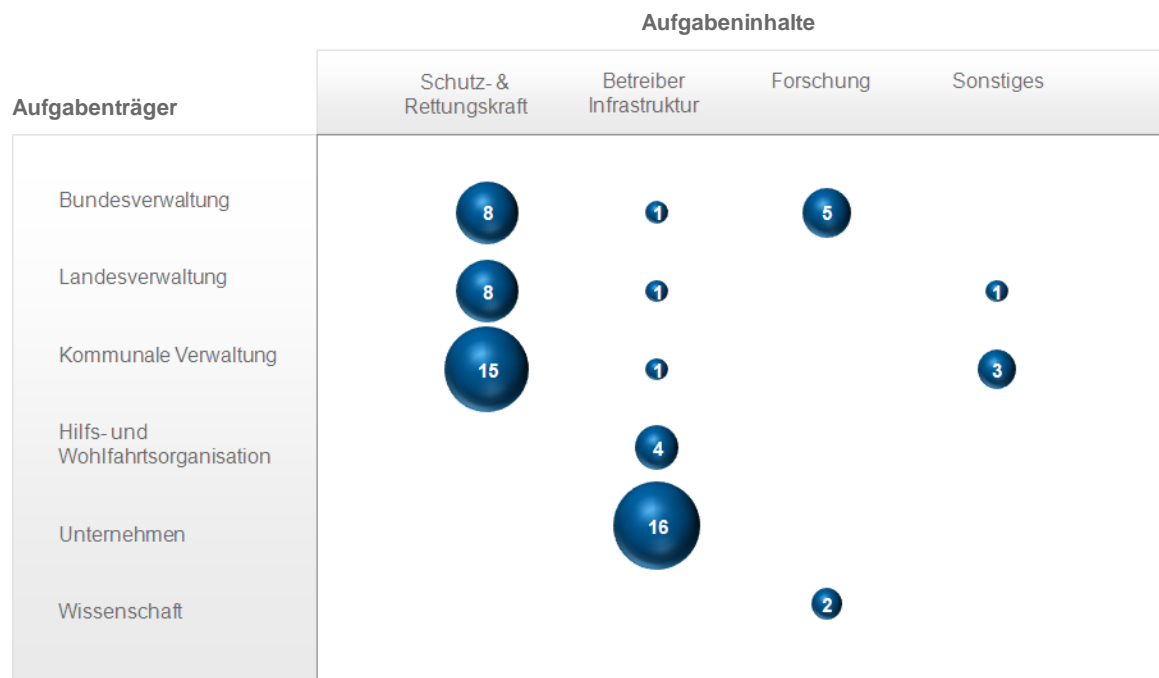 Aufgabeninhalte
Aufgabenträger
Schutz- &
Rettungskraft
Betreiber
Infrastruktur
Forschung
Sonstiges
Bundesverwaltung
8
1
5
Landesverwaltung
8
1
1
Kommunale Verwaltung
15
1
3
Hilfs- und
Wohlfahrtsorganisation
4
Unternehmen
16
Wissenschaft
2